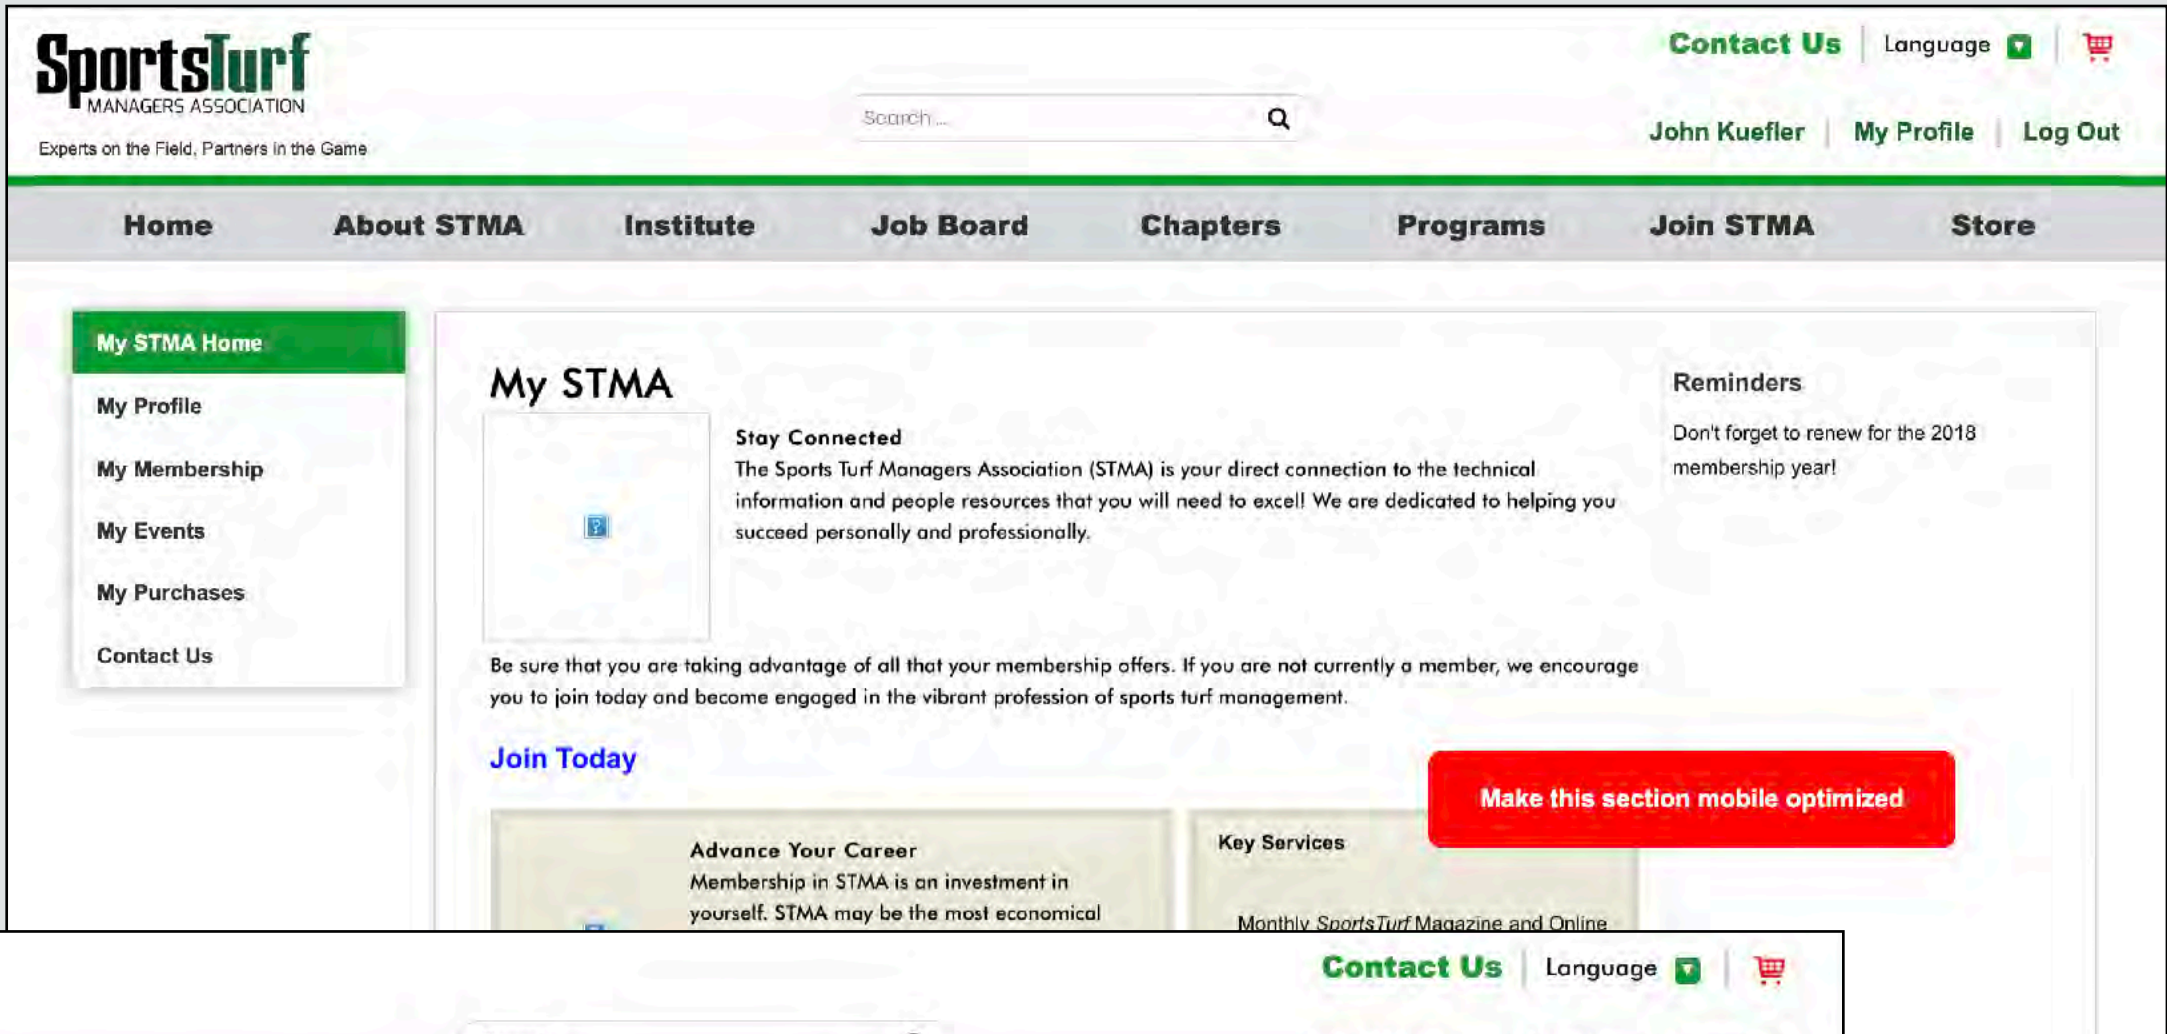 SportsTurf
MANAGERS ASSOCIATION
Experts on the Field, Partners in the Game
Search ...
Contact Us
Language
John Kuefler
My Profile
Log Out
Home
About STMA
Institute
Job Board
Chapters
Programs
Join STMA
Store
My STMA Home
My Profile
My Membership
My Events
My Purchases
Contact Us
My STMA
Stay Connected
The Sports Turf Managers Association (STMA) is your direct connection to the technical
information and people resources that you will need to excel! We are dedicated to helping you
succeed personally and professionally.
Reminders
Don't forget to renew for the 2018
membership year!
Be sure that you are taking advantage of all that your membership offers. If you are not currently a member, we encourage
you to join today and become engaged in the vibrant profession of sports turf management.
Join Today
Make this section mobile optimized
Advance Your Career
Membership in STMA is an investment in
yourself. STMA may be the most economical
Key Services
Monthly SportsTurf Magazine and Online
Contact Us
Language